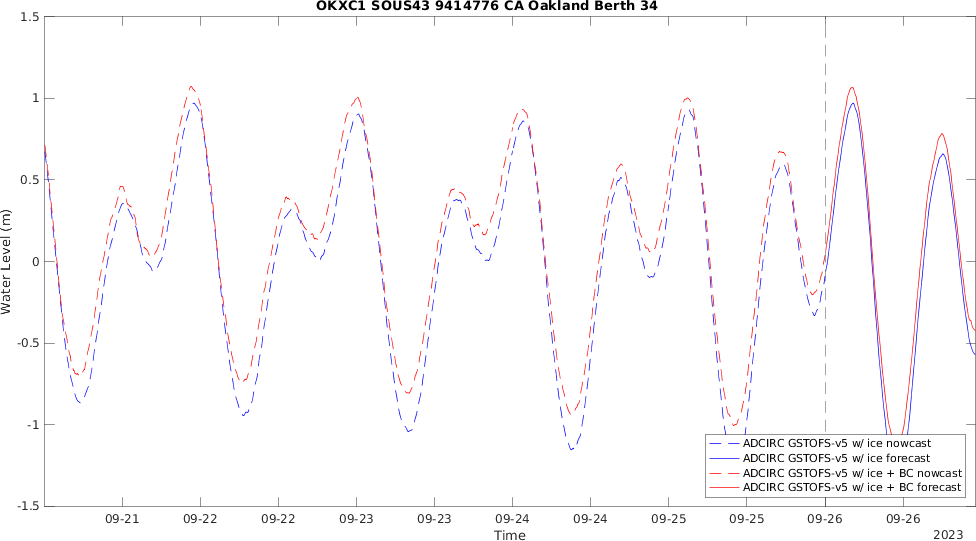 OKXC1 SOUS43 9414776 CA Oakland Berth 34
1.5
1
0.5
0
-0.5
-1
-1.5
Water Level (m)
ADCIRC GSTOFS-v5 w/ ice nowcast
ADCIRC GSTOFS-v5 w/ ice forecast
ADCIRC GSTOFS-v5 w/ ice + BC nowcast
ADCIRC GSTOFS-v5 w/ ice + BC forecast
09-21 09-22 09-22 09-23 09-23 09-24 09-24 09-25 09-25 09-26 09-26
Time
2023